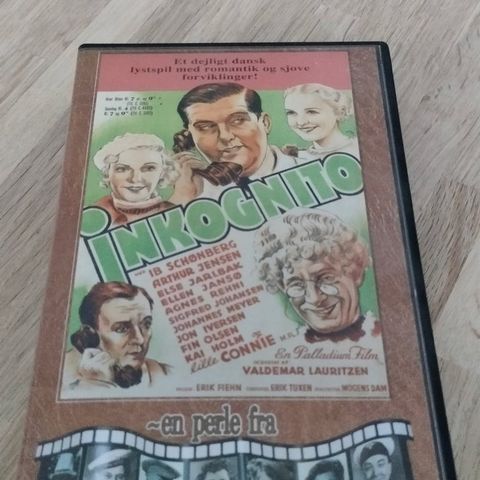 Et dejligt dansk
lystspil med romantik og sjove
forviklinger!
inkognito
IB SCHØNBERG
ARTHUR JENSEN
ELSE JARLBAK
ELLEN JANSØ
AGNES REHNI
SIGFRED JOHANSEN
JOHANNES MEYER
JON IVERSEN
FIN OLSEN
KAI HOLM
lille CONNIE
En Palladium Film
VALDEMAR LAURITZEN
ERIK FIEHN ERIK TUXEN MOGENS DAM
~en perle fra